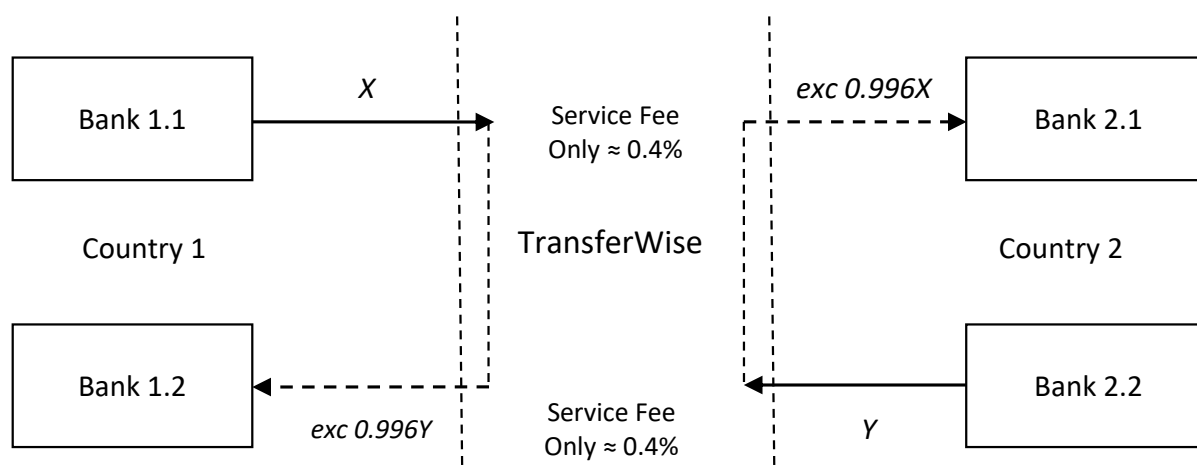 Bank 1.1
X
Service Fee
Only ≈ 0.4%
exc 0.996X
Bank 2.1
Country 1
TransferWise
Country 2
Bank 1.2
exc 0.996Y
Service Fee
Only ≈ 0.4%
Y
Bank 2.2